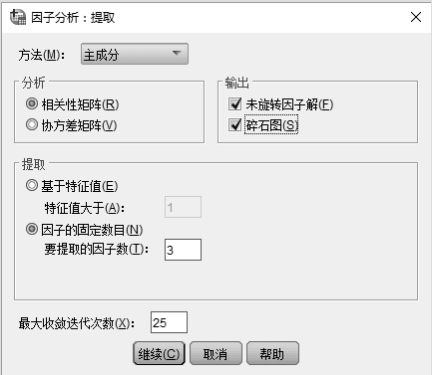 因子分析：提取
方法(M)： 主成分
分析
相关性矩阵(R)
协方差矩阵(V)
输出
未旋转因子解(F)
碎石图(S)
提取
基于特征值(E)
特征值大于(A)： 1
因子的固定数目(N)
要提取的因子数(T)： 3
最大收敛迭代次数(X)： 25
继续(C) 取消 帮助